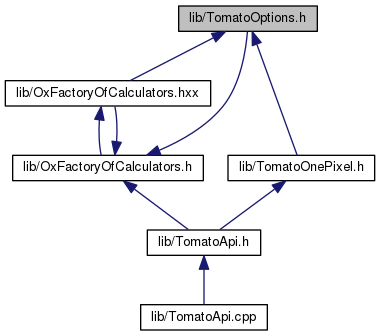 lib/TomatoOptions.h
lib/OxFactoryOfCalculators.hxx
lib/OxFactoryOfCalculators.h
lib/TomatoOnePixel.h
lib/TomatoApi.h
lib/TomatoApi.cpp